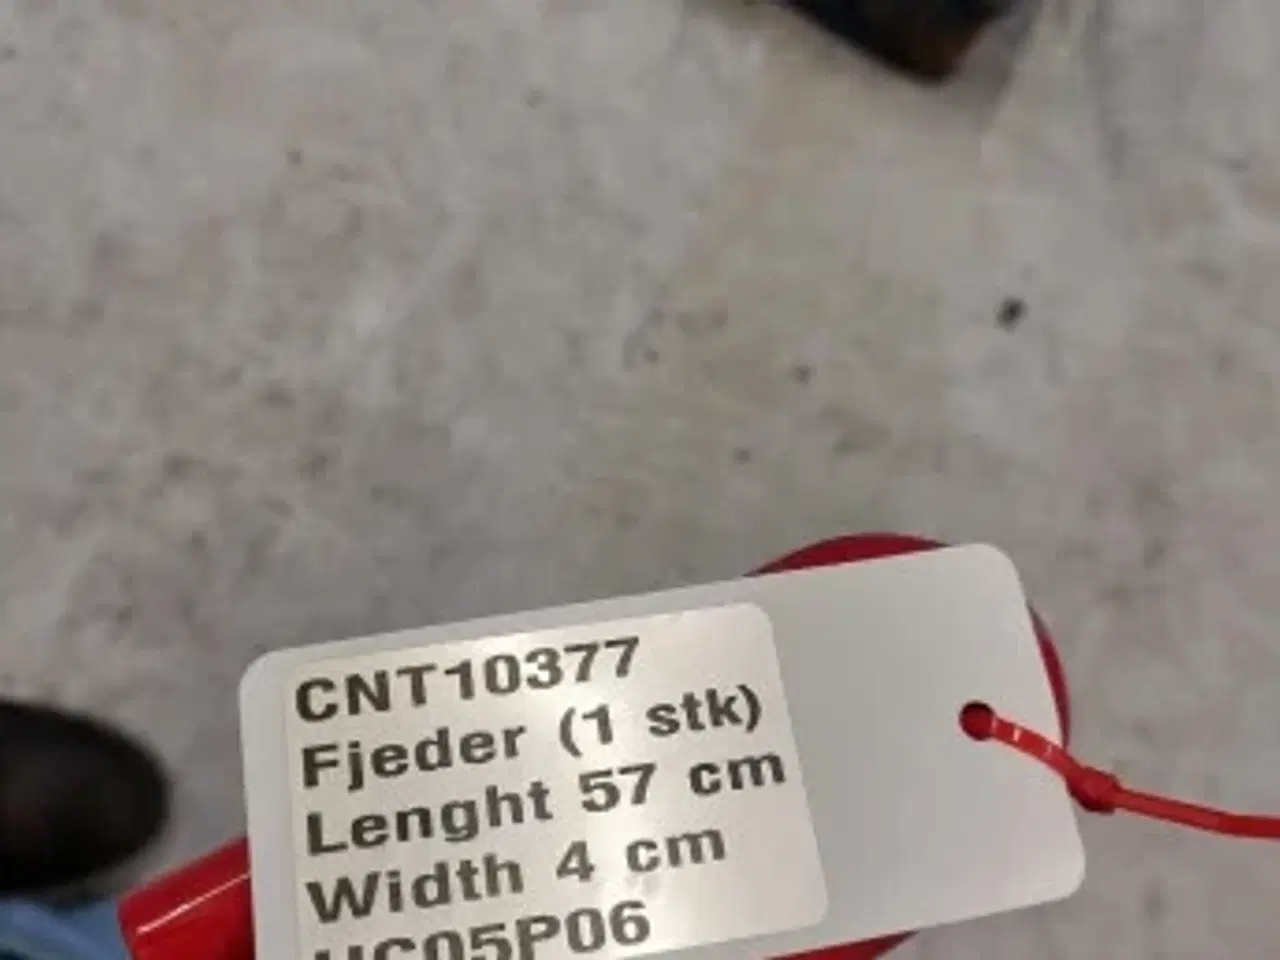 CNT10377
Fjeder (1 stk)
Lenght 57 cm
Width 4 cm